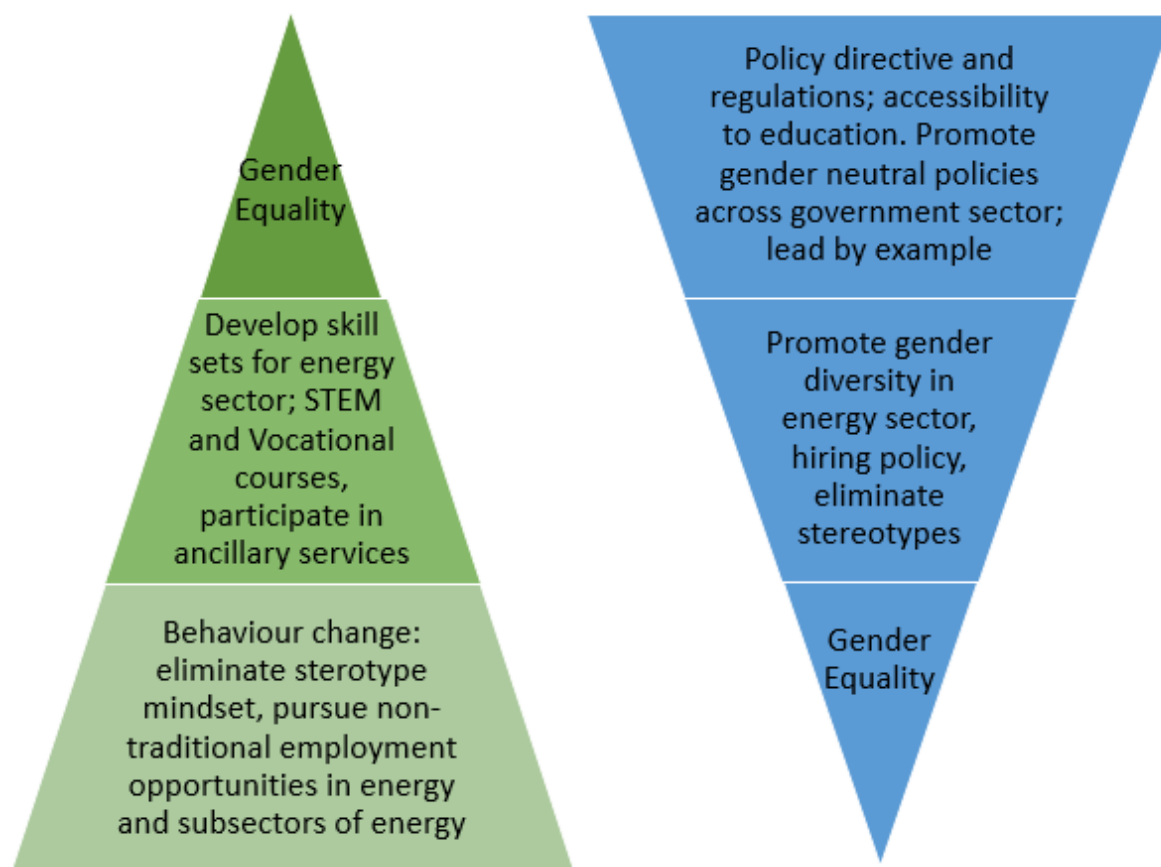 Gender
Equality
Develop skill
sets for energy
sector; STEM
and Vocational
courses,
participate in
ancillary services
Behaviour change:
eliminate sterotype
mindset, pursue non-
traditional employment
opportunities in energy
and subsectors of energy
Policy directive and
regulations; accessibility
to education. Promote
gender neutral policies
across government sector;
lead by example
Promote gender
diversity in
energy sector,
hiring policy,
eliminate
stereotypes
Gender
Equality